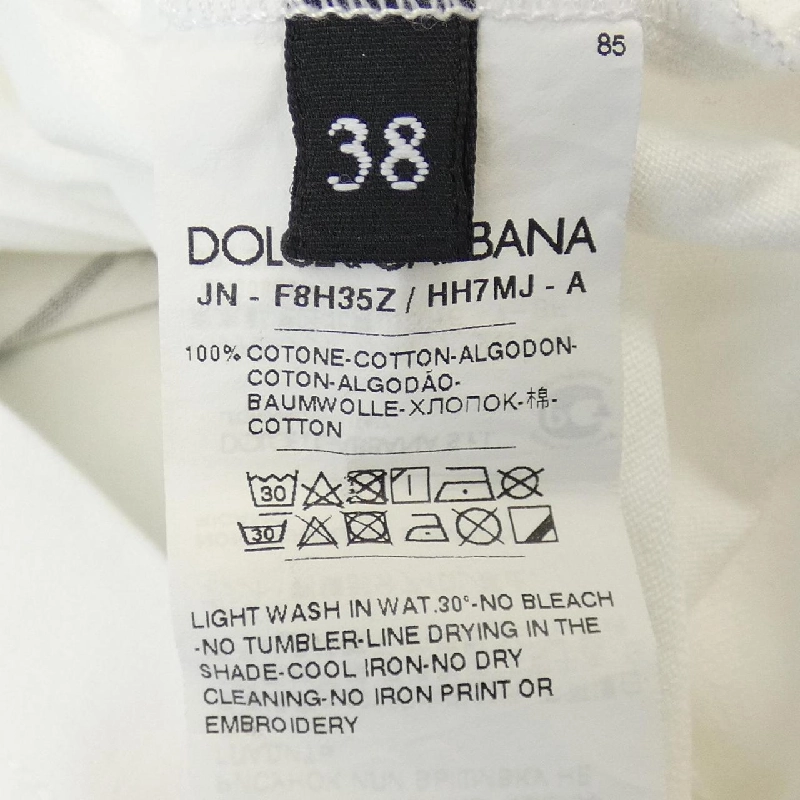 85
38
JN - F8H35Z / HH7MJ - A
100% COTONE-COTTON-ALGODON-
COTON-ALGODÃO-
BAUMWOLLE-ХЛОПОК-棉-
COTTON
30
30
LIGHT WASH IN WAT.30°-NO BLEACH
-NO TUMBLER-LINE DRYING IN THE
SHADE-COOL IRON-NO DRY
CLEANING-NO IRON PRINT OR
EMBROIDERY